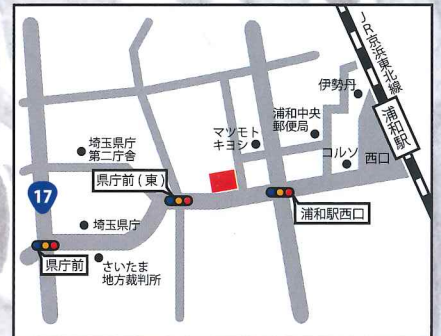 JR京浜東北線
伊勢丹
浦和駅
浦和中央
郵便局
マツモト
キヨシ
コルソ
西口
埼玉県庁
第二庁舎
県庁前(東)
17
浦和駅西口
埼玉県庁
県庁前
さいたま
地方裁判所